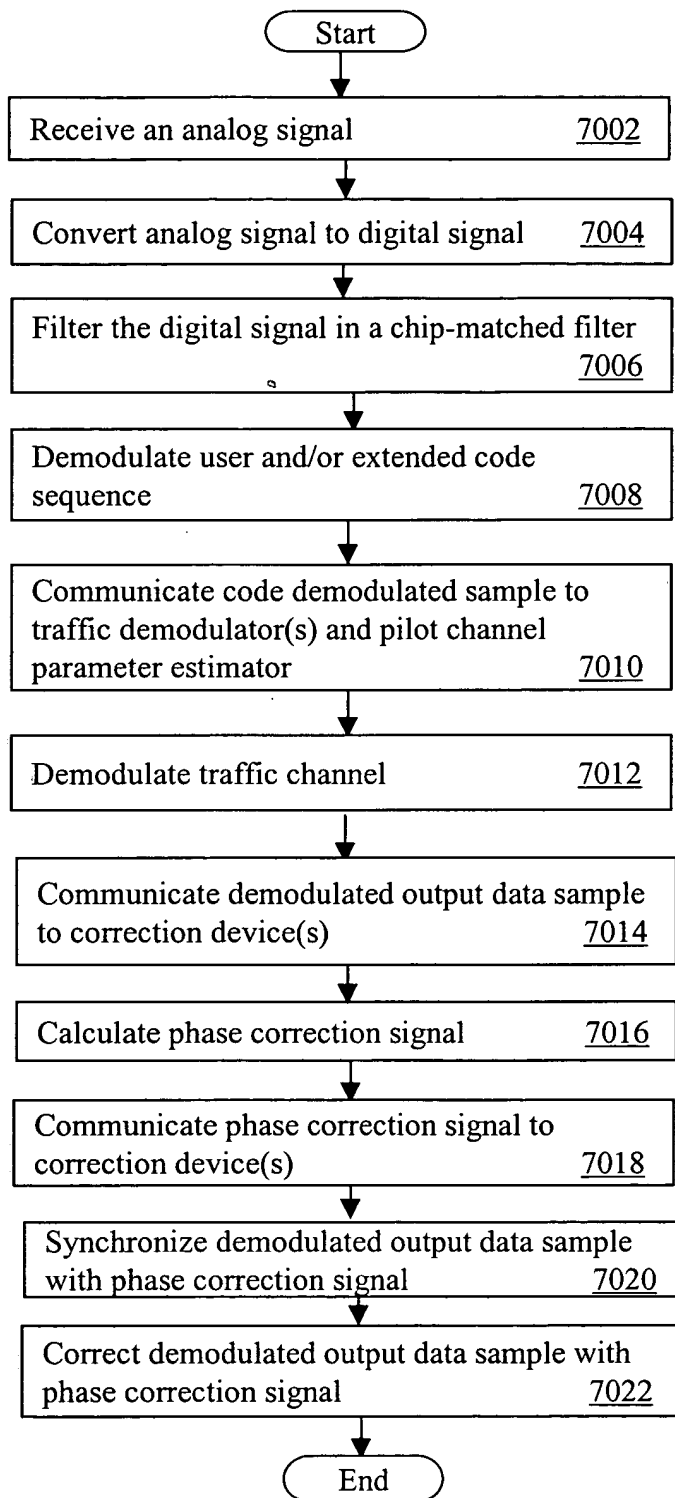 Start
Receive an analog signal 7002
Convert analog signal to digital signal 7004
Filter the digital signal in a chip-matched filter
7006
Demodulate user and/or extended code
sequence 7008
Communicate code demodulated sample to
traffic demodulator(s) and pilot channel
parameter estimator 7010
Demodulate traffic channel 7012
Communicate demodulated output data sample
to correction device(s) 7014
Calculate phase correction signal 7016
Communicate phase correction signal to
correction device(s) 7018
Synchronize demodulated output data sample
with phase correction signal 7020
Correct demodulated output data sample with
phase correction signal 7022
End